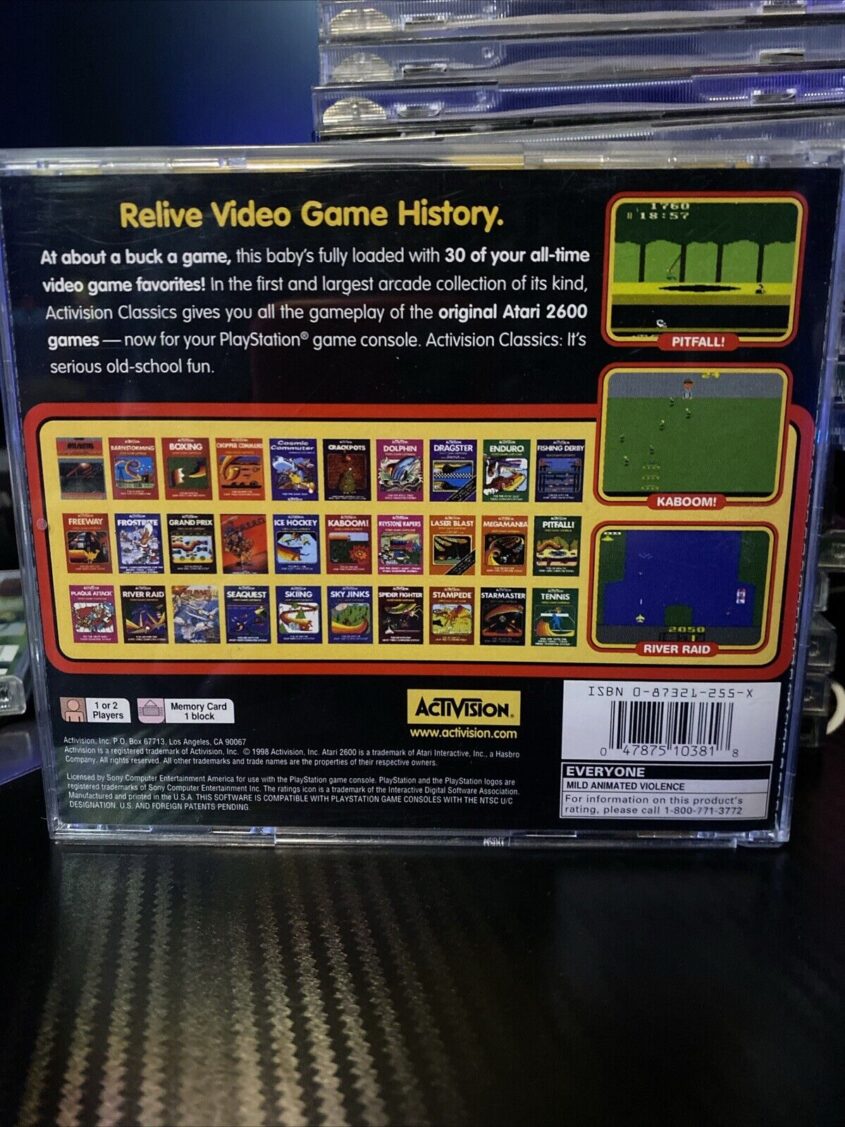 Relive Video Game History.
At about a buck a game, this baby's fully loaded with 30 of your all-time
video game favorites! In the first and largest arcade collection of its kind,
Activision Classics gives you all the gameplay of the original Atari 2600
games — now for your PlayStation® game console. Activision Classics: It's
serious old-school fun.
1760
18:57
PITFALL!
KABOOM!
2050
RIVER RAID
BARNSTORMING
BOXING
CHOPPER COMMAND
Cosmic Commuter
CRACKPOTS
DOLPHIN
DRAGSTER
ENDURO
FISHING DERBY
FREEWAY
FROSTBITE
GRAND PRIX
ICE HOCKEY
KABOOM!
KEYSTONE KAPERS
LASER BLAST
MEGAMANIA
PITFALL!
PLAQUE ATTACK
RIVER RAID
SEAQUEST
SKIING
SKY JINKS
SPIDER FIGHTER
STAMPEDE
STARMASTER
TENNIS
1 or 2
Players
Memory Card
1 block
ACTIVISION®
www.activision.com
Activision, Inc. P.O. Box 67713, Los Angeles, CA 90067
Activision is a registered trademark of Activision, Inc. © 1998 Activision, Inc. Atari 2600 is a trademark of Atari Interactive, Inc., a Hasbro
Company. All rights reserved. All other trademarks and trade names are the properties of their respective owners.
Licensed by Sony Computer Entertainment America for use with the PlayStation game console. PlayStation and the PlayStation logos are
registered trademarks of Sony Computer Entertainment Inc. The ratings icon is a trademark of the Interactive Digital Software Association.
Manufactured and printed in the U.S.A. THIS SOFTWARE IS COMPATIBLE WITH PLAYSTATION GAME CONSOLES WITH THE NTSC U/C
DESIGNATION. U.S. AND FOREIGN PATENTS PENDING.
ISBN 0-87321-255-X
0 47875 10381 8
EVERYONE
MILD ANIMATED VIOLENCE
For information on this product's
rating, please call 1-800-771-3772